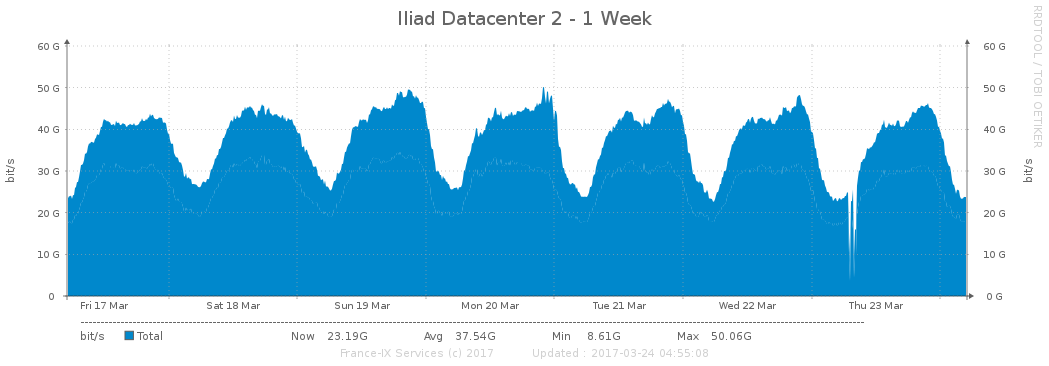 Iliad Datacenter 2 - 1 Week
RRDTOOL / TOBI OETIKER
60 G 60 G
50 G 50 G
40 G 40 G
30 G 30 G
20 G 20 G
10 G 10 G
0 0 G
bit/s
bit/s
Fri 17 Mar Sat 18 Mar Sun 19 Mar Mon 20 Mar Tue 21 Mar Wed 22 Mar Thu 23 Mar
bit/s Total Now 23.19G Avg 37.54G Min 8.61G Max 50.06G
France-IX Services (c) 2017 Updated : 2017-03-24 04:55:08